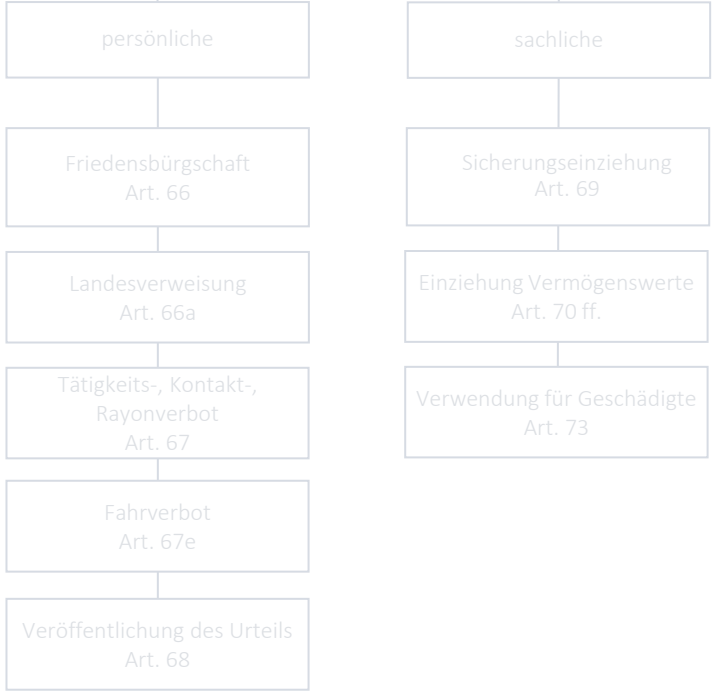 persönliche
Friedensbürgschaft
Art. 66
Landesverweisung
Art. 66a
Tätigkeits-, Kontakt-,
Rayonverbot
Art. 67
Fahrverbot
Art. 67e
Veröffentlichung des Urteils
Art. 68
sachliche
Sicherungseinziehung
Art. 69
Einziehung Vermögenswerte
Art. 70 ff.
Verwendung für Geschädigte
Art. 73